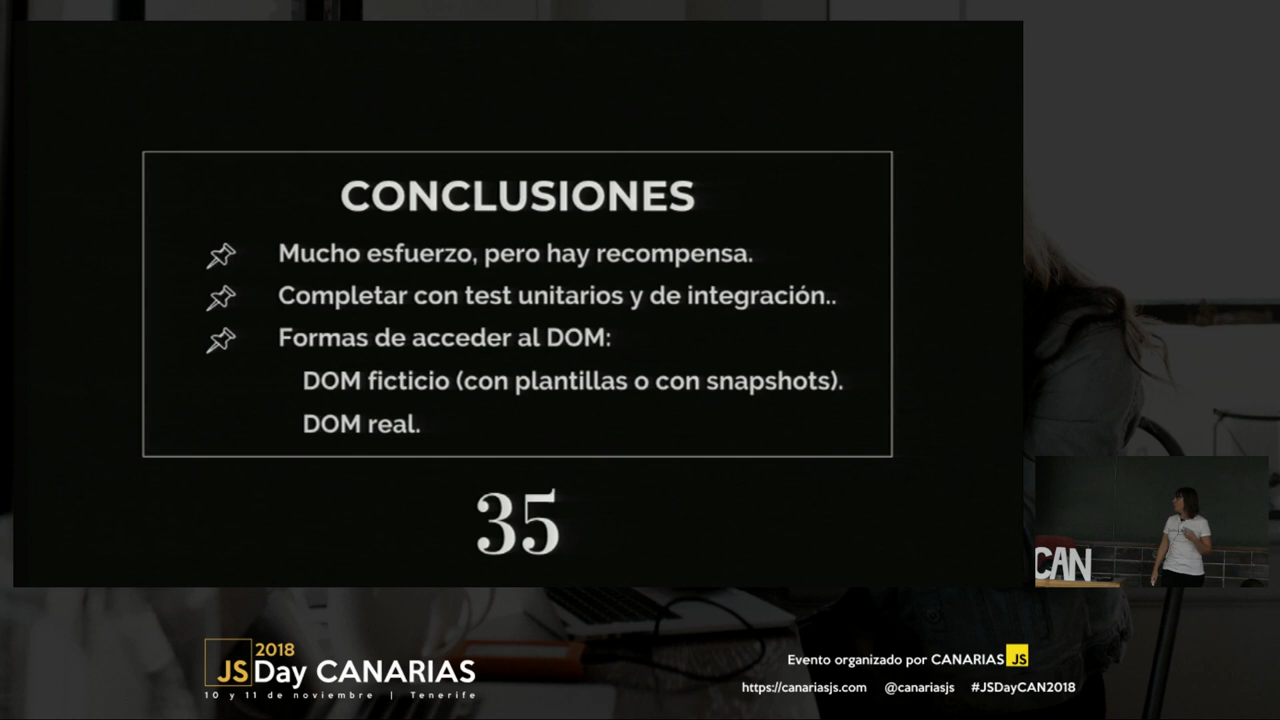 CONCLUSIONES
Mucho esfuerzo, pero hay recompensa.
Completar con test unitarios y de integración..
Formas de acceder al DOM:
DOM ficticio (con plantillas o con snapshots).
DOM real.
35
CAN
2018
JSDay CANARIAS
10 y 11 de noviembre | Tenerife
Evento organizado por CANARIAS JS
https://canariasjs.com @canariasjs #JSDayCAN2018